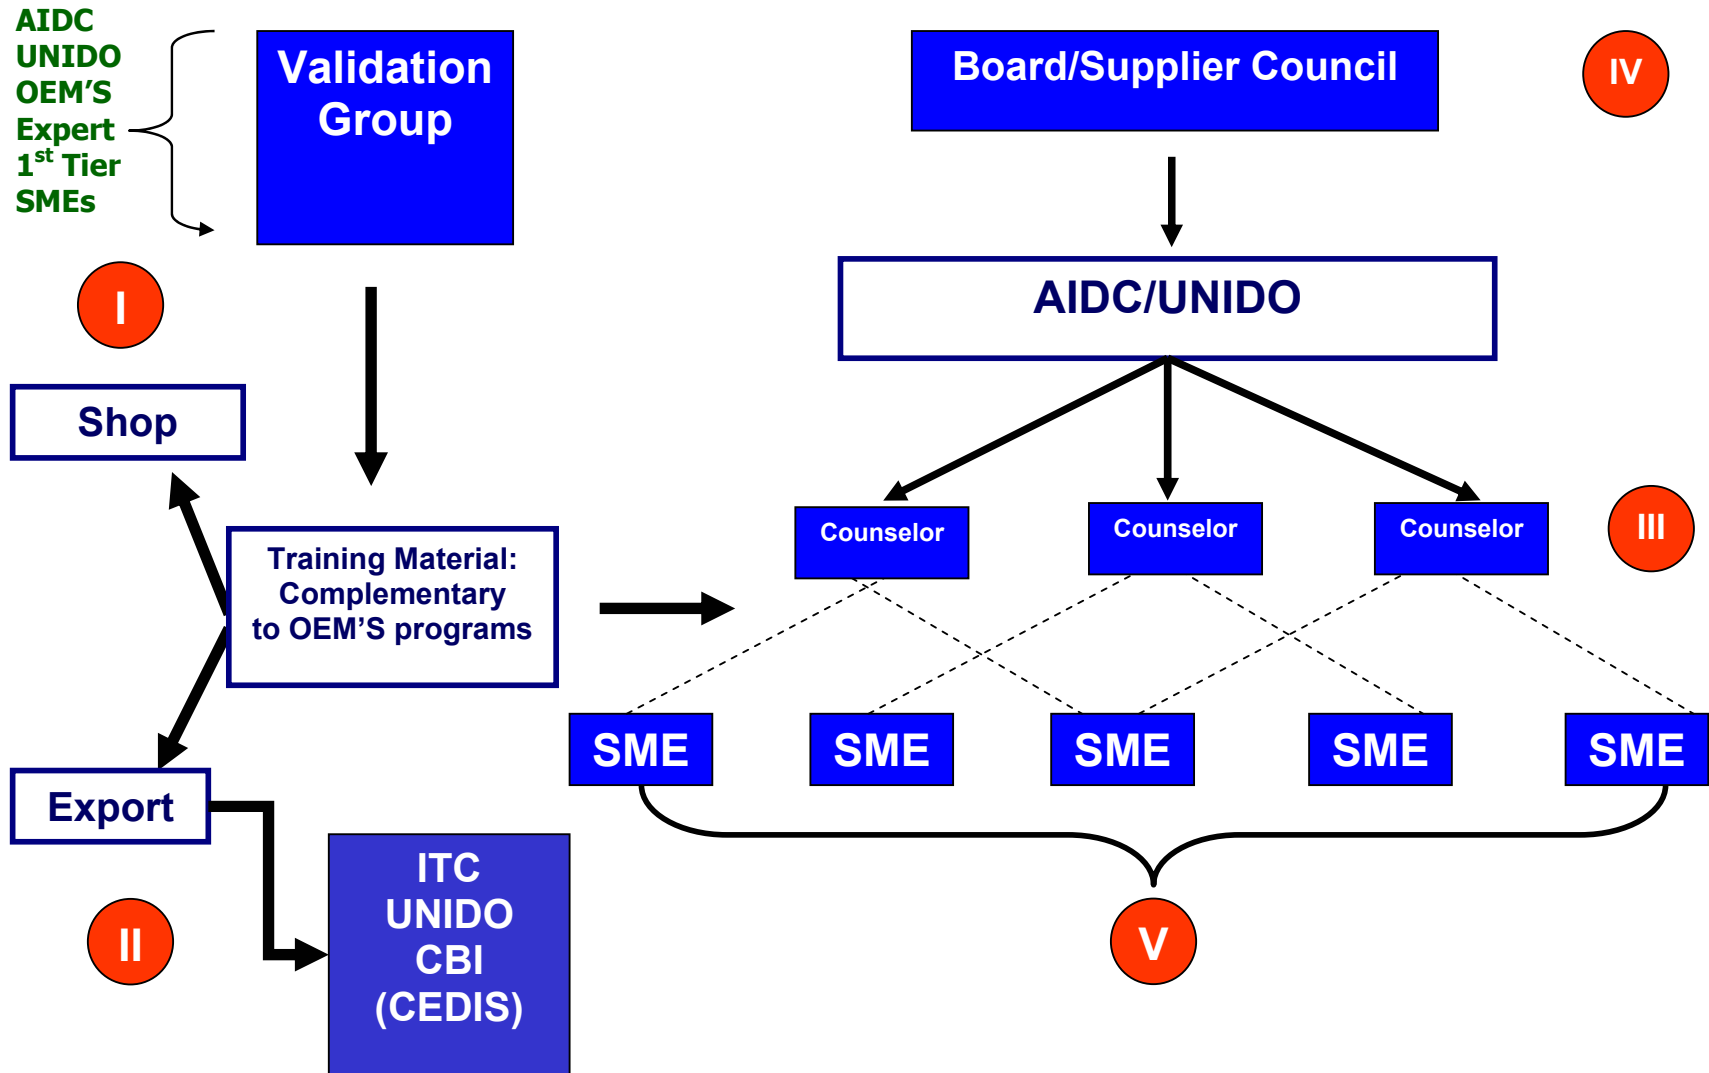 AIDC
UNIDO
OEM’S
Expert
1st Tier
SMEs
Validation
Group
Board/Supplier Council
IV
AIDC/UNIDO
I
Shop
Training Material:
Complementary
to OEM’S programs
Counselor
Counselor
Counselor
III
SME
SME
SME
SME
SME
Export
ITC
UNIDO
CBI
(CEDIS)
II
V